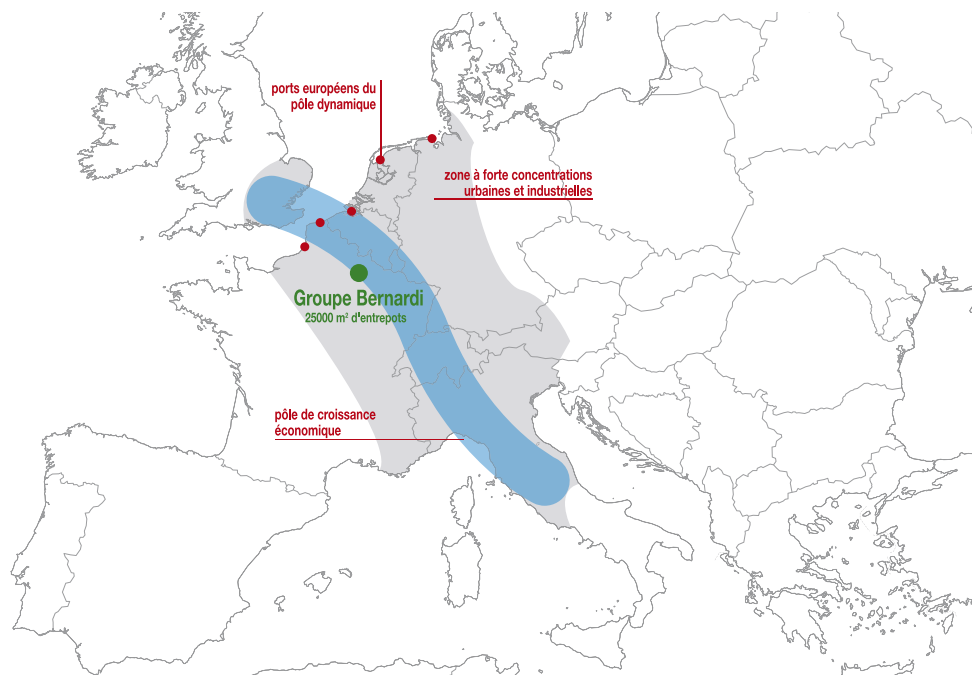 ports européens du
pôle dynamique
zone à forte concentrations
urbaines et industrielles
Groupe Bernardi
25000 m² d'entrepots
pôle de croissance
économique